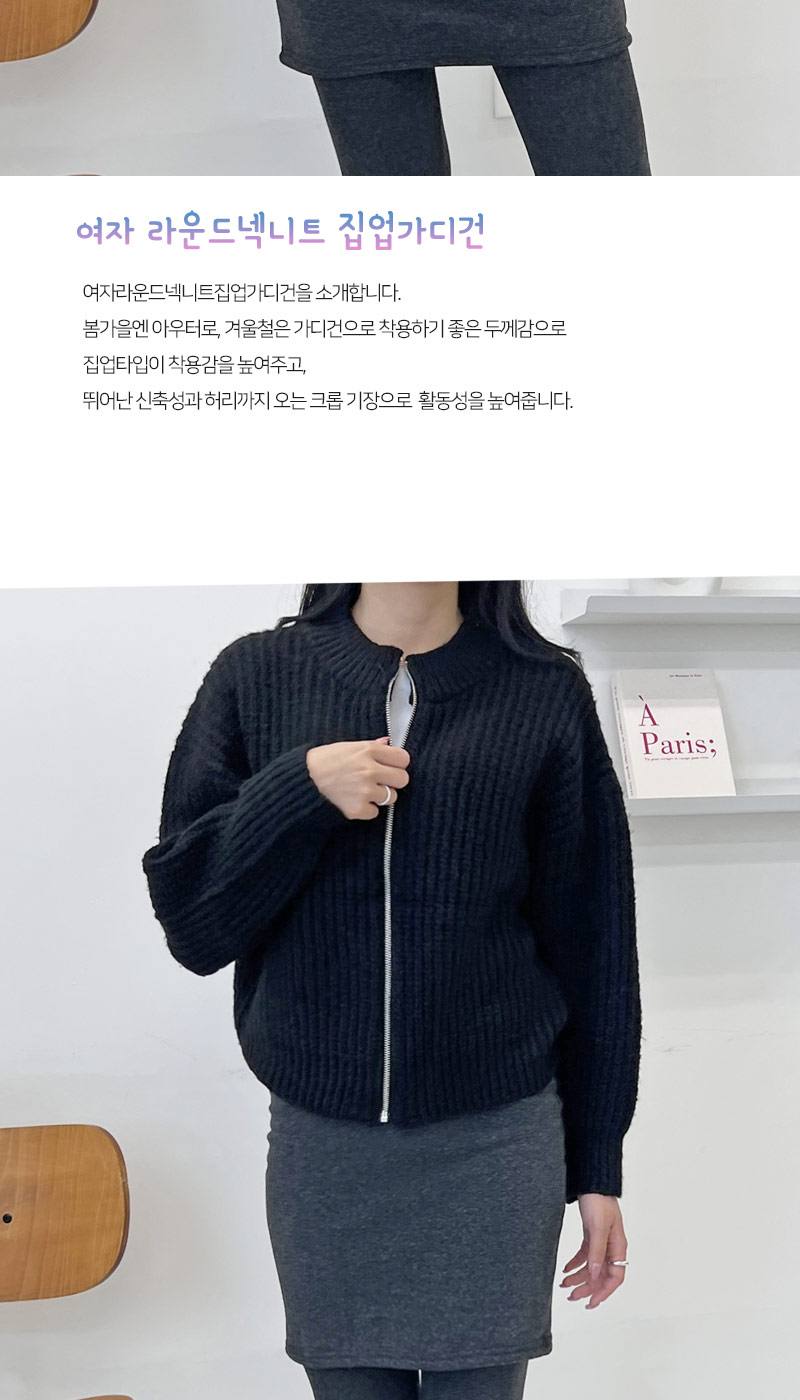 여자 라운드넥니트 집업가디건
여자라운드넥니트집업가디건을 소개합니다.
봄가을엔 아우터로, 겨울철은 가디건으로 착용하기 좋은 두께감으로
집업타입이 착용감을 높여주고,
뛰어난 신축성과 허리까지 오는 크롭 기장으로 활동성을 높여줍니다.
À
Paris;